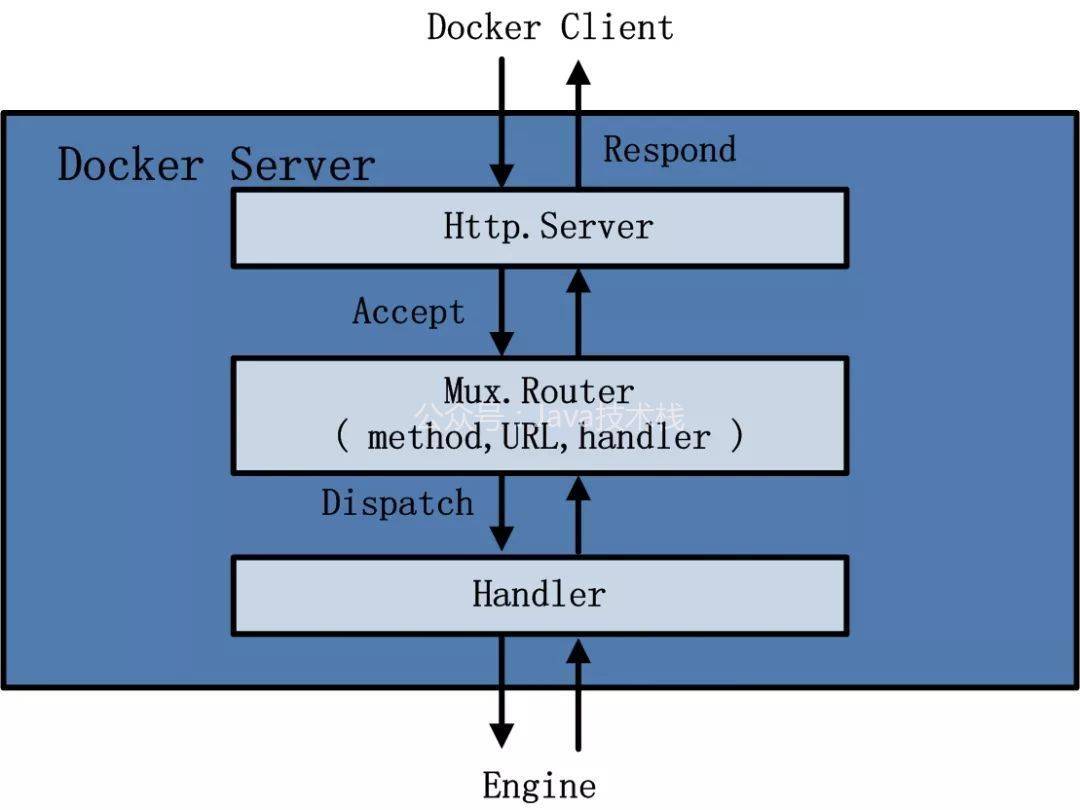 Docker Client
Docker Server
Respond
Http.Server
Accept
Mux.Router
公众号：Java技术栈
( method,URL,handler )
Dispatch
Handler
Engine